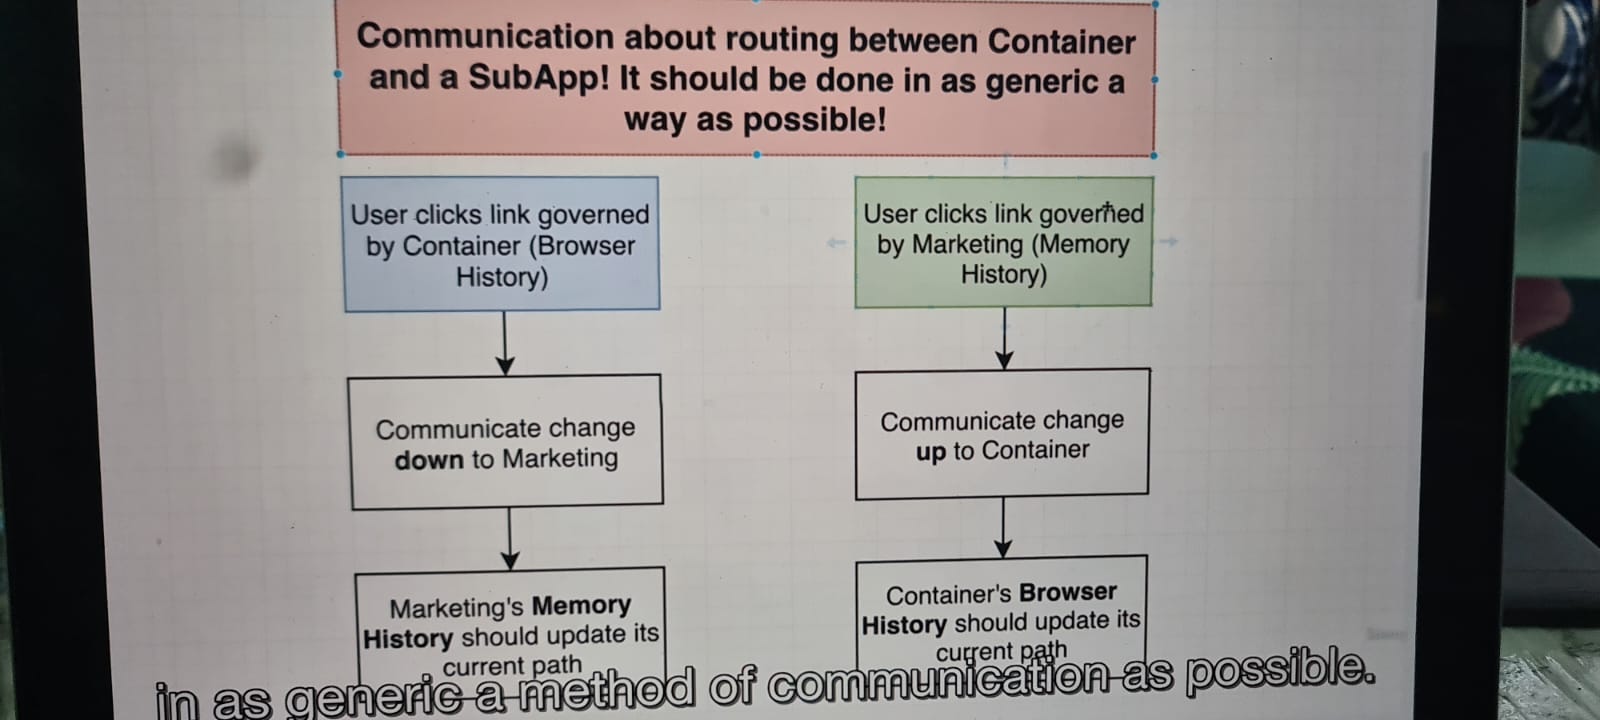 Communication about routing between Container
and a SubApp! It should be done in as generic a
way as possible!
User clicks link governed
by Container (Browser
History)
User clicks link governed
by Marketing (Memory
History)
Communicate change
down to Marketing
Communicate change
up to Container
Marketing's Memory
History should update its
current path
Container's Browser
History should update its
current path
in as generic a method of communication as possible.